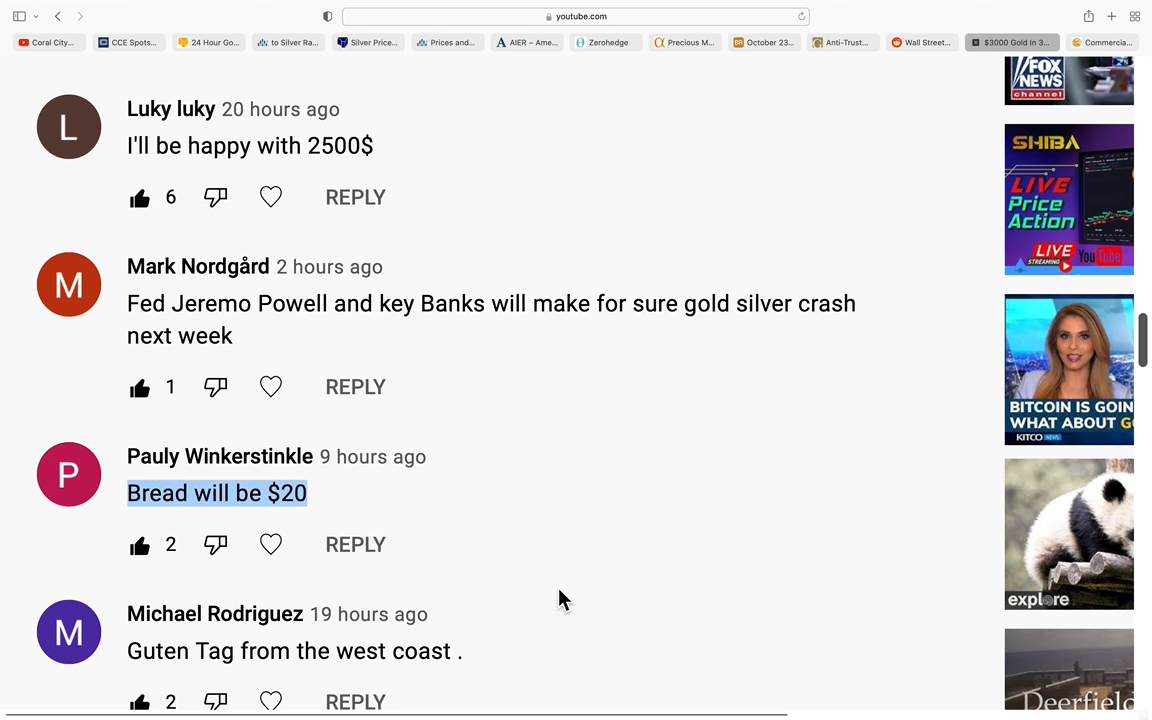 youtube.com
Coral City...
CCE Spots...
24 Hour Go...
to Silver Ra...
Silver Price...
Prices and...
AIER – Ame...
Zerohedge
Precious M...
October 23...
Anti-Trust...
Wall Street...
$3000 Gold In 3...
Commercia...
Luky luky 20 hours ago
I'll be happy with 2500$
6 REPLY
Mark Nordgård 2 hours ago
Fed Jeremo Powell and key Banks will make for sure gold silver crash
next week
1 REPLY
Pauly Winkerstinkle 9 hours ago
Bread will be $20
2 REPLY
Michael Rodriguez 19 hours ago
Guten Tag from the west coast .
2 REPLY
FOX
NEWS
channel
SHIBA
LIVE
Price
Action
LIVE
STREAMING
YouTube
BITCOIN IS GOIN
WHAT ABOUT G
KITCO NEWS
explore
Deerfield